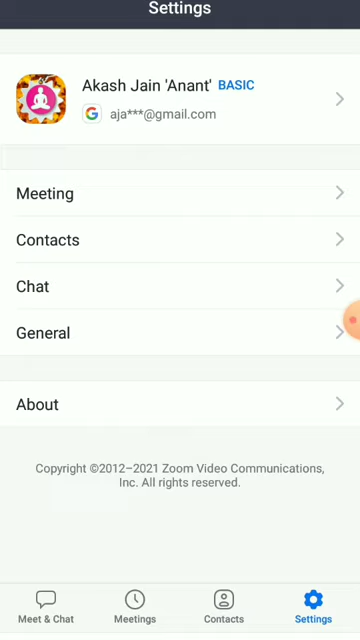 Settings
Akash Jain 'Anant' BASIC
aja***@gmail.com
Meeting
Contacts
Chat
General
About
Copyright ©2012–2021 Zoom Video Communications,
Inc. All rights reserved.
Meet & Chat Meetings Contacts Settings